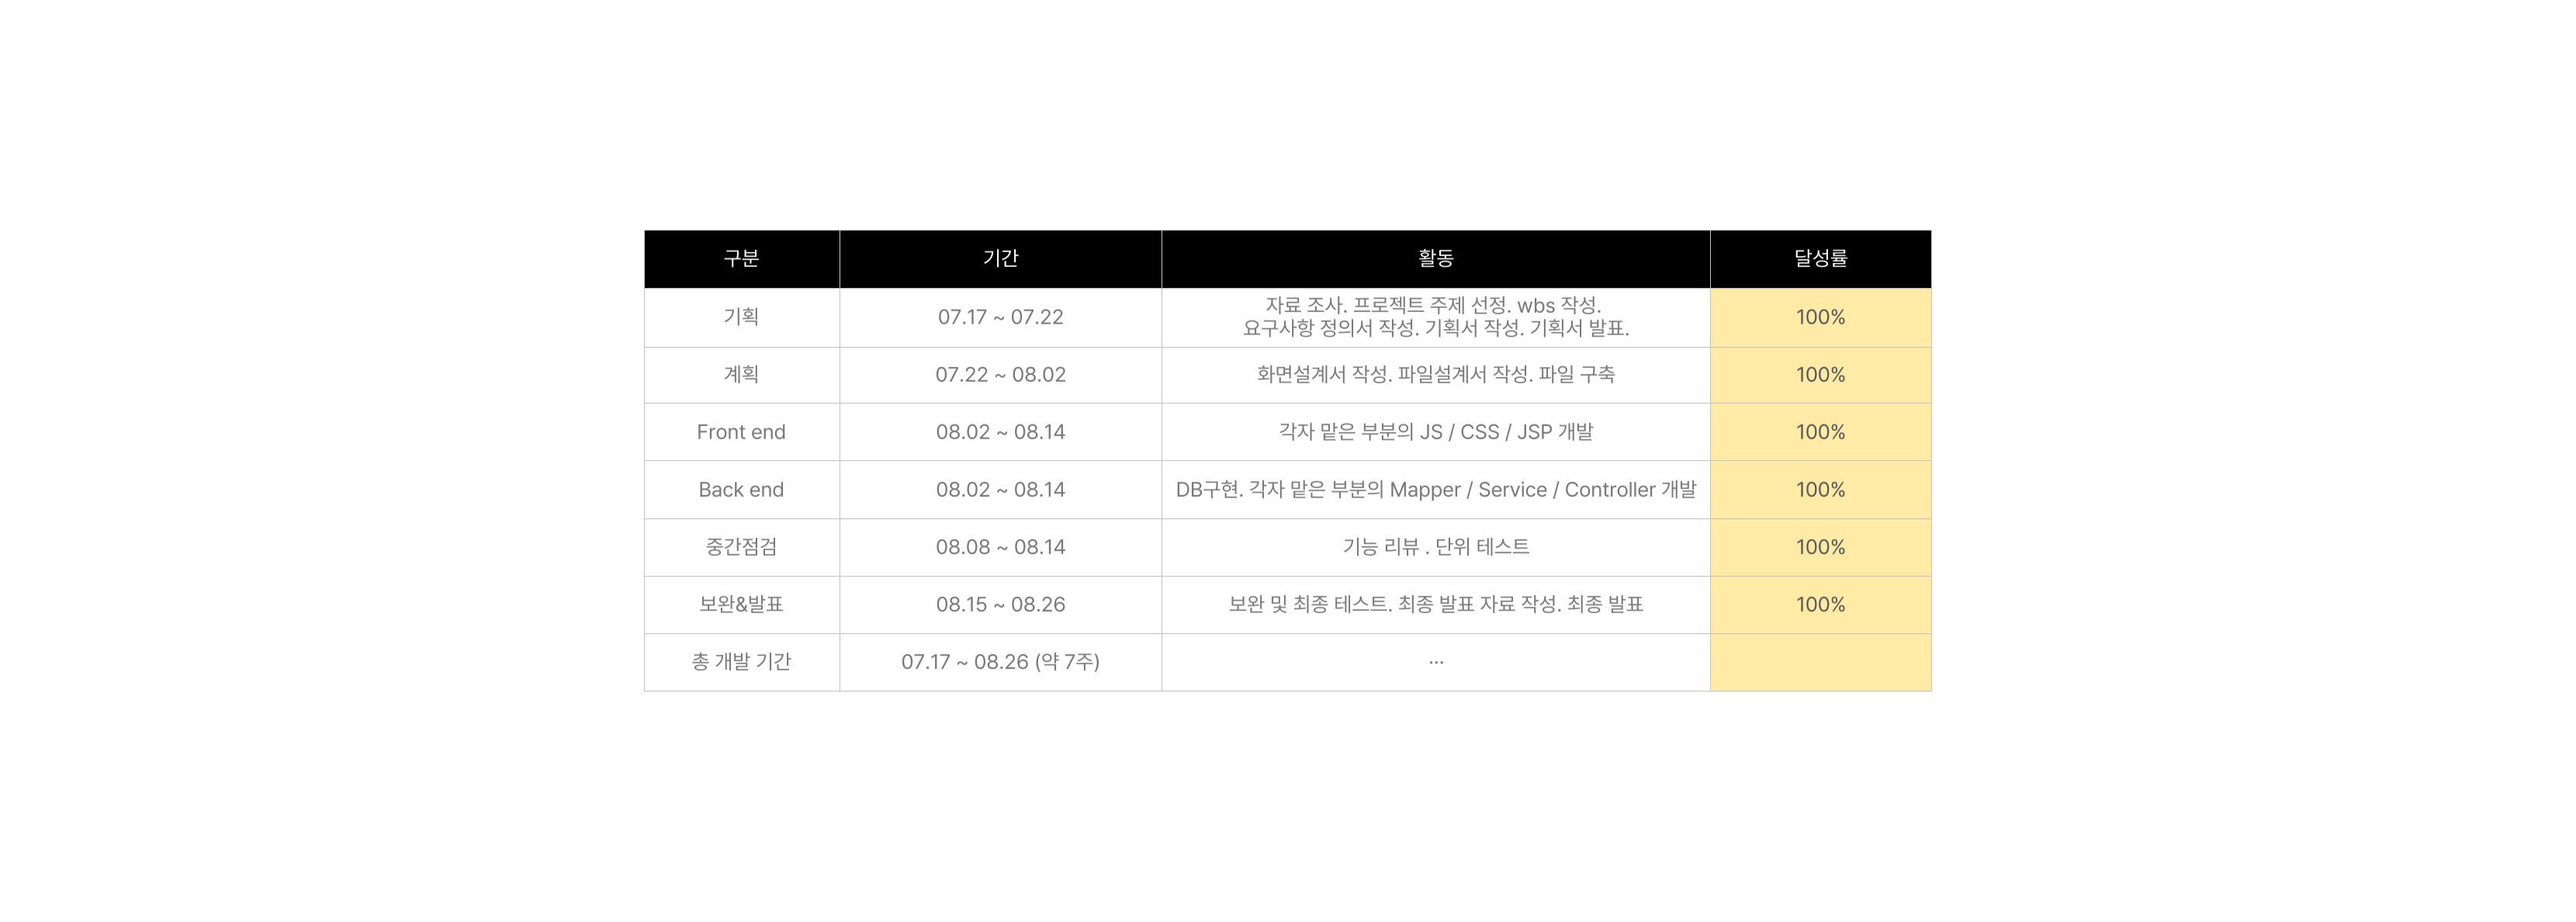 구분 기간 활동 달성률
기획 07.17 ~ 07.22 자료 조사. 프로젝트 주제 선정. wbs 작성.
요구사항 정의서 작성. 기획서 작성. 기획서 발표. 100%
계획 07.22 ~ 08.02 화면설계서 작성. 파일설계서 작성. 파일 구축 100%
Front end 08.02 ~ 08.14 각자 맡은 부분의 JS / CSS / JSP 개발 100%
Back end 08.02 ~ 08.14 DB구현. 각자 맡은 부분의 Mapper / Service / Controller 개발 100%
중간점검 08.08 ~ 08.14 기능 리뷰 . 단위 테스트 100%
보완&발표 08.15 ~ 08.26 보완 및 최종 테스트. 최종 발표 자료 작성. 최종 발표 100%
총 개발 기간 07.17 ~ 08.26 (약 7주) ...